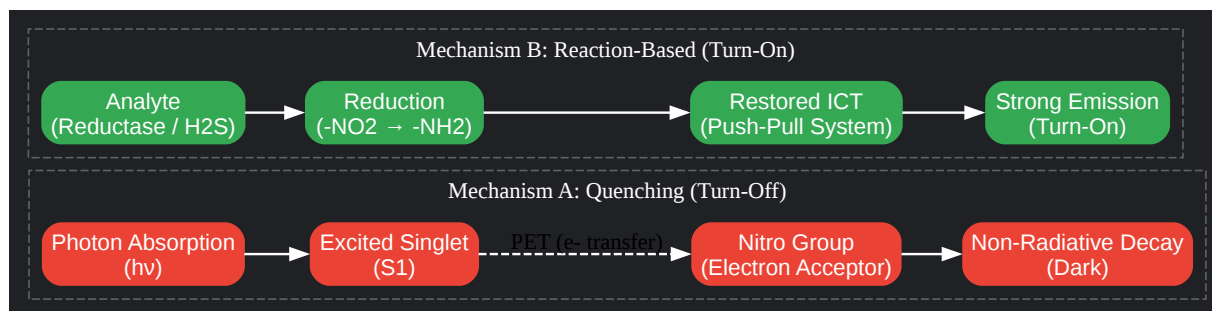 Mechanism B: Reaction-Based (Turn-On)
Analyte
(Reductase / H2S)
Reduction
(-NO2 → -NH2)
Restored ICT
(Push-Pull System)
Strong Emission
(Turn-On)
Mechanism A: Quenching (Turn-Off)
Photon Absorption
(hν)
Excited Singlet
(S1)
PET (e- transfer)
Nitro Group
(Electron Acceptor)
Non-Radiative Decay
(Dark)